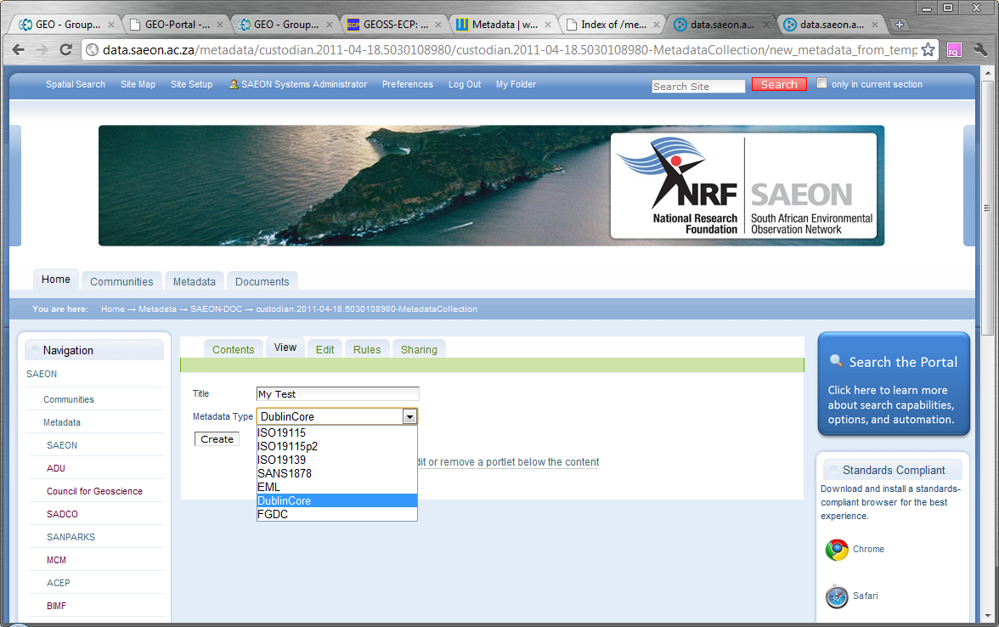 GEO - Group...
GEO-Portal -...
GEO - Group...
ECP
GEOSS-ECP: ...
Metadata | w...
Index of /me...
data.saeon.a...
data.saeon.a...
data.saeon.ac.za/metadata/custodian.2011-04-18.5030108980/custodian.2011-04-18.5030108980-MetadataCollection/new_metadata_from_temp
Spatial Search
Site Map
Site Setup
SAEON Systems Administrator
Preferences
Log Out
My Folder
Search Site
Search
only in current section
NRF
National Research
Foundation
SAEON
South African Environmental
Observation Network
Home
Communities
Metadata
Documents
You are here: Home → Metadata → SAEON-DOC → custodian.2011-04-18.5030108980-MetadataCollection
Navigation
SAEON
Communities
Metadata
SAEON
ADU
Council for Geoscience
SADCO
SANPARKS
MCM
ACEP
BIMF
Contents
View
Edit
Rules
Sharing
Title
My Test
Metadata Type
DublinCore
Create
ISO19115
ISO19115p2
ISO19139
SANS1878
EML
DublinCore
FGDC
dit or remove a portlet below the content
Search the Portal
Click here to learn more
about search capabilities,
options, and automation.
Standards Compliant
Download and install a standards-
compliant browser for the best
experience.
Chrome
Safari